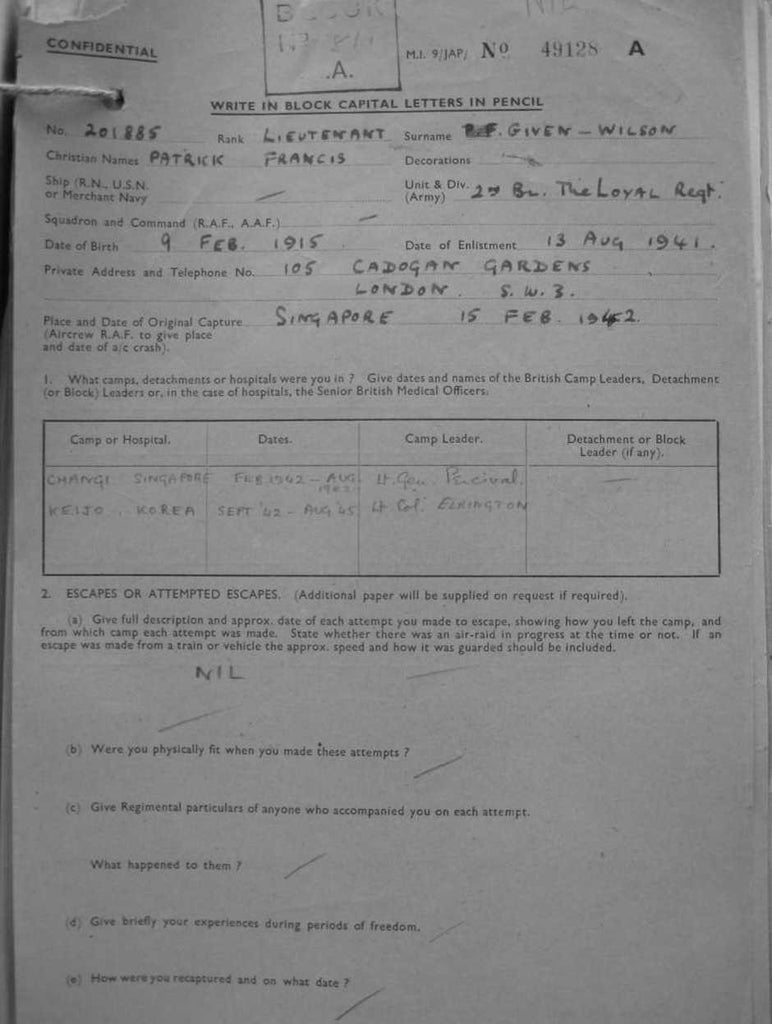 NIL
CONFIDENTIAL
M.I. 9/JAP/ No 49128 A
.A.
WRITE IN BLOCK CAPITAL LETTERS IN PENCIL
No. 201885 Rank LIEUTENANT Surname P.F. GIVEN-WILSON
Christian Names PATRICK FRANCIS Decorations
Ship (R.N., U.S.N. or Merchant Navy — Unit & Div. (Army) 2nd Bn. The Loyal Regt.
Squadron and Command (R.A.F., A.A.F.) —
Date of Birth 9 FEB. 1915. Date of Enlistment 13 AUG 1941.
Private Address and Telephone No. 105 CADOGAN GARDENS
LONDON. S.W.3.
Place and Date of Original Capture SINGAPORE 15 FEB. 1942.
(Aircrew R.A.F. to give place
and date of a/c crash).
1. What camps, detachments or hospitals were you in ? Give dates and names of the British Camp Leaders, Detachment
(or Block) Leaders or, in the case of hospitals, the Senior British Medical Officers.
Camp or Hospital. Dates. Camp Leader. Detachment or Block
Leader (if any).
CHANGI SINGAPORE FEB 1942 - AUG 1942 Lt. Gen. Percival. —
KEIJO, KOREA SEPT '42 - AUG '45 Lt Col. ELRINGTON
2. ESCAPES OR ATTEMPTED ESCAPES. (Additional paper will be supplied on request if required).
(a) Give full description and approx. date of each attempt you made to escape, showing how you left the camp, and
from which camp each attempt was made. State whether there was an air-raid in progress at the time or not. If an
escape was made from a train or vehicle the approx. speed and how it was guarded should be included.
NIL
(b) Were you physically fit when you made these attempts ?
(c) Give Regimental particulars of anyone who accompanied you on each attempt.
What happened to them ?
(d) Give briefly your experiences during periods of freedom.
(e) How were you recaptured and on what date ?